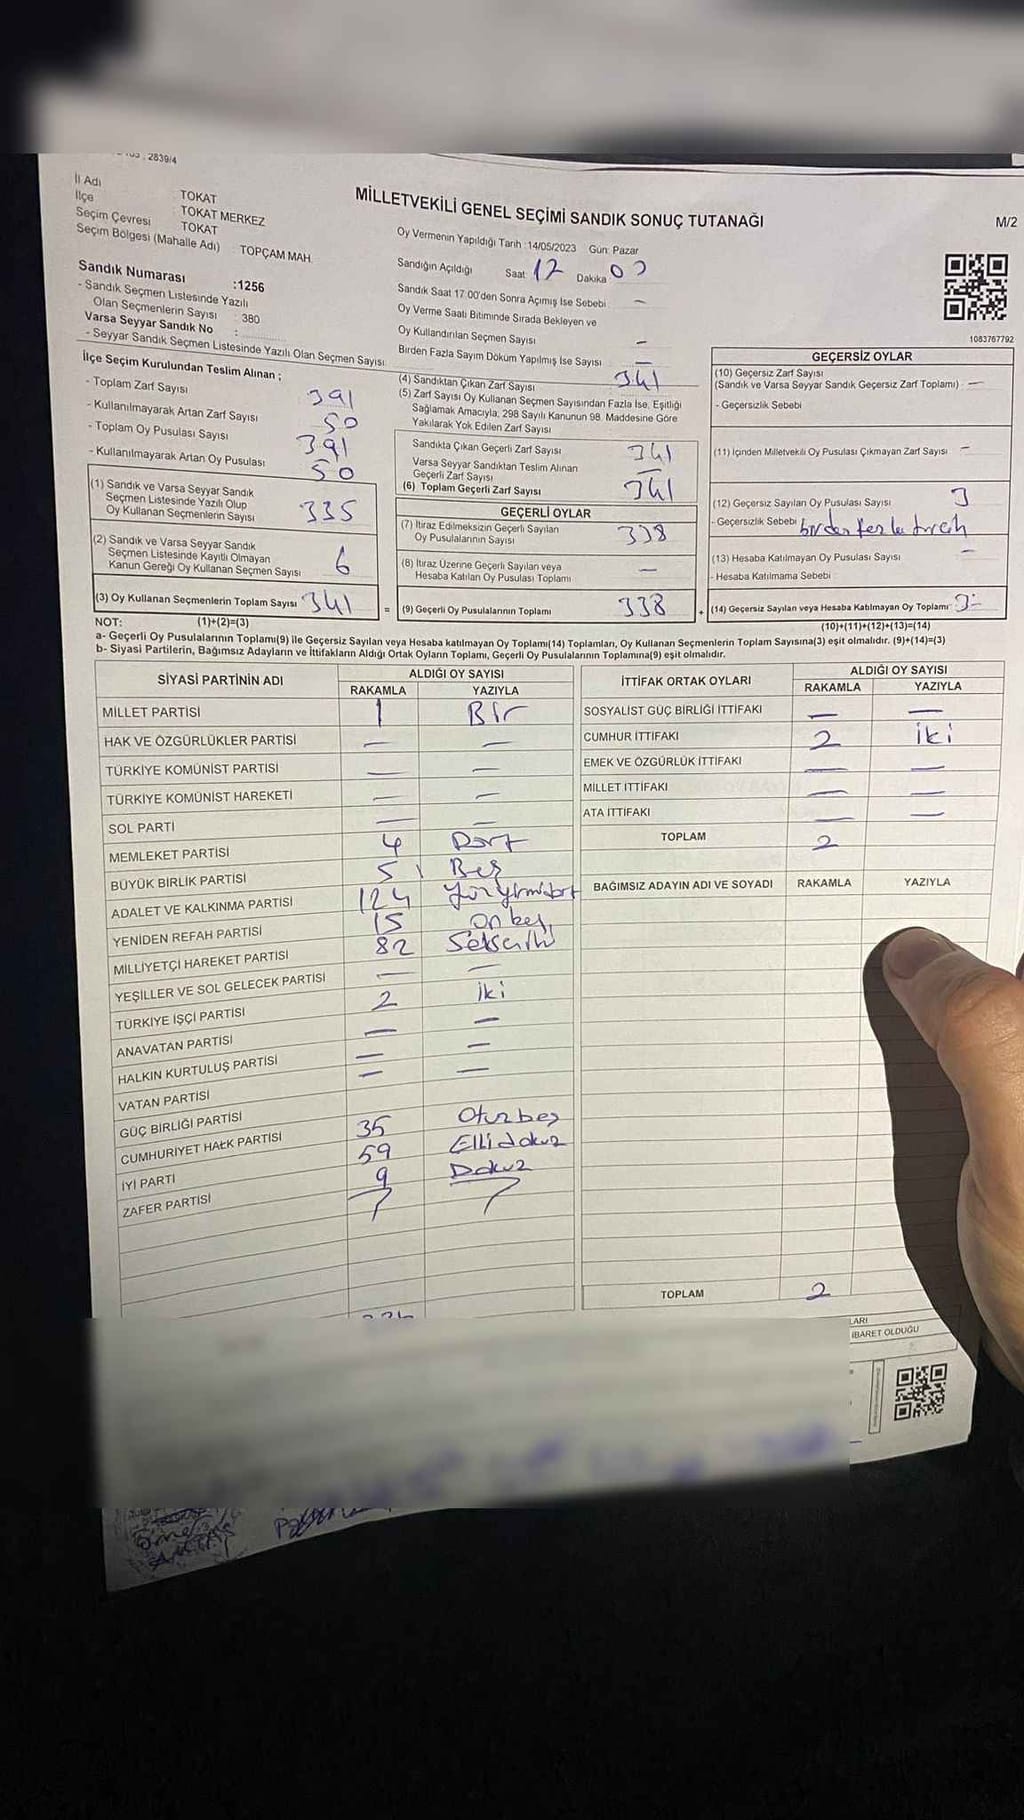 2839/4
İl Adı
İlçe : TOKAT
Seçim Çevresi : TOKAT MERKEZ
Seçim Bölgesi (Mahalle Adı) TOKAT
TOPÇAM MAH.
MİLLETVEKİLİ GENEL SEÇİMİ SANDIK SONUÇ TUTANAĞI
M/2
Sandık Numarası :1256
- Sandık Seçmen Listesinde Yazılı
Olan Seçmenlerin Sayısı : 380
Varsa Seyyar Sandık No :
- Seyyar Sandık Seçmen Listesinde Yazılı Olan Seçmen Sayısı
İlçe Seçim Kurulundan Teslim Alınan ;
- Toplam Zarf Sayısı 391
- Kullanılmayarak Artan Zarf Sayısı 50
- Toplam Oy Pusulası Sayısı 391
- Kullanılmayarak Artan Oy Pusulası 50
(1) Sandık ve Varsa Seyyar Sandık
Seçmen Listesinde Yazılı Olup
Oy Kullanan Seçmenlerin Sayısı 335
(2) Sandık ve Varsa Seyyar Sandık
Seçmen Listesinde Kayıtlı Olmayan
Kanun Gereği Oy Kullanan Seçmen Sayısı 6
(3) Oy Kullanan Seçmenlerin Toplam Sayısı 341
Oy Vermenin Yapıldığı Tarih :14/05/2023 Gün: Pazar
Sandığın Açıldığı Saat: 12 Dakika
Sandık Saat 17:00'den Sonra Açımış İse Sebebi : —
Oy Verme Saati Bitiminde Sırada Bekleyen ve
Oy Kullandırılan Seçmen Sayısı —
Birden Fazla Sayım Döküm Yapılmış İse Sayısı —
(4) Sandıktan Çıkan Zarf Sayısı 341
(5) Zarf Sayısı Oy Kullanan Seçmen Sayısından Fazla İse, Eşitliği
Sağlamak Amacıyla, 298 Sayılı Kanunun 98. Maddesine Göre
Yakılarak Yok Edilen Zarf Sayısı
Sandıkta Çıkan Geçerli Zarf Sayısı 341
Varsa Seyyar Sandıktan Teslim Alınan
Geçerli Zarf Sayısı —
(6) Toplam Geçerli Zarf Sayısı 341
GEÇERLİ OYLAR
(7) İtiraz Edilmeksizin Geçerli Sayılan
Oy Pusulalarının Sayısı 338
(8) İtiraz Üzerine Geçerli Sayılan veya
Hesaba Katılan Oy Pusulası Toplamı —
= (9) Geçerli Oy Pusulalarının Toplamı 338 +
1083767792
GEÇERSİZ OYLAR
(10) Geçersiz Zarf Sayısı
(Sandık ve Varsa Seyyar Sandık Geçersiz Zarf Toplamı) —
- Geçersizlik Sebebi
(11) İçinden Milletvekili Oy Pusulası Çıkmayan Zarf Sayısı —
(12) Geçersiz Sayılan Oy Pusulası Sayısı 3
- Geçersizlik Sebebi birden fazla tercih
(13) Hesaba Katılmayan Oy Pusulası Sayısı —
- Hesaba Katılmama Sebebi
(14) Geçersiz Sayılan veya Hesaba Katılmayan Oy Toplamı 3
NOT: (1)+(2)=(3)
(10)+(11)+(12)+(13)=(14)
a- Geçerli Oy Pusulalarının Toplamı(9) ile Geçersiz Sayılan veya Hesaba katılmayan Oy Toplamı(14) Toplamları, Oy Kullanan Seçmenlerin Toplam Sayısına(3) eşit olmalıdır. (9)+(14)=(3)
b- Siyasi Partilerin, Bağımsız Adayların ve İttifakların Aldığı Ortak Oyların Toplamı, Geçerli Oy Pusulalarının Toplamına(9) eşit olmalıdır.
SİYASİ PARTİNİN ADI ALDIĞI OY SAYISI
RAKAMLA YAZIYLA
MİLLET PARTİSİ 1 Bir
HAK VE ÖZGÜRLÜKLER PARTİSİ — —
TÜRKİYE KOMÜNİST PARTİSİ — —
TÜRKİYE KOMÜNİST HAREKETİ — —
SOL PARTİ — —
MEMLEKET PARTİSİ 4 Dört
BÜYÜK BİRLİK PARTİSİ 5 Beş
ADALET VE KALKINMA PARTİSİ 124 Yüzyirmidört
YENİDEN REFAH PARTİSİ 15 on beş
MİLLİYETÇİ HAREKET PARTİSİ 82 Seksen iki
YEŞİLLER VE SOL GELECEK PARTİSİ — —
TÜRKİYE İŞÇİ PARTİSİ 2 iki
ANAVATAN PARTİSİ — —
HALKIN KURTULUŞ PARTİSİ — —
VATAN PARTİSİ — —
GÜÇ BİRLİĞİ PARTİSİ
CUMHURİYET HALK PARTİSİ 35 Otuzbeş
İYİ PARTİ 59 Ellidokuz
ZAFER PARTİSİ 9 Dokuz
İTTİFAK ORTAK OYLARI ALDIĞI OY SAYISI
RAKAMLA YAZIYLA
SOSYALİST GÜÇ BİRLİĞİ İTTİFAKI — —
CUMHUR İTTİFAKI 2 iki
EMEK VE ÖZGÜRLÜK İTTİFAKI — —
MİLLET İTTİFAKI — —
ATA İTTİFAKI — —
TOPLAM 2
BAĞIMSIZ ADAYIN ADI VE SOYADI RAKAMLA YAZIYLA
TOPLAM 2
LARI
İBARET OLDUĞU